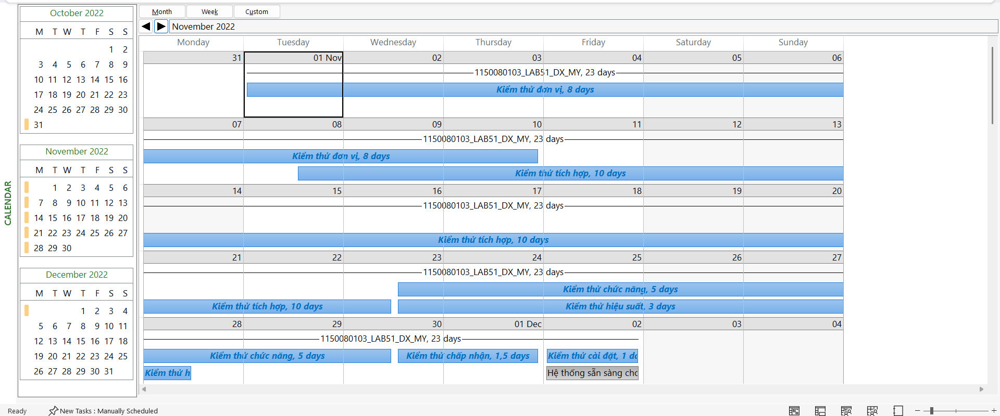 October 2022
M T W T F S S
1 2
3 4 5 6 7 8 9
10 11 12 13 14 15 16
17 18 19 20 21 22 23
24 25 26 27 28 29 30
31
November 2022
M T W T F S S
1 2 3 4 5 6
7 8 9 10 11 12 13
14 15 16 17 18 19 20
21 22 23 24 25 26 27
28 29 30
December 2022
M T W T F S S
1 2 3 4
5 6 7 8 9 10 11
12 13 14 15 16 17 18
19 20 21 22 23 24 25
26 27 28 29 30 31
CALENDAR
Month Week Custom
November 2022
Monday Tuesday Wednesday Thursday Friday Saturday Sunday
31 01 Nov 02 03 04 05 06
1150080103_LAB51_DX_MY, 23 days
Kiểm thử đơn vị, 8 days
07 08 09 10 11 12 13
1150080103_LAB51_DX_MY, 23 days
Kiểm thử đơn vị, 8 days
Kiểm thử tích hợp, 10 days
14 15 16 17 18 19 20
1150080103_LAB51_DX_MY, 23 days
Kiểm thử tích hợp, 10 days
21 22 23 24 25 26 27
1150080103_LAB51_DX_MY, 23 days
Kiểm thử chức năng, 5 days
Kiểm thử tích hợp, 10 days Kiểm thử hiệu suất, 3 days
28 29 30 01 Dec 02 03 04
1150080103_LAB51_DX_MY, 23 days
Kiểm thử chức năng, 5 days Kiểm thử chấp nhận, 1,5 days Kiểm thử cài đặt, 1 da
Kiểm thử h Hệ thống sẵn sàng chc
Ready New Tasks : Manually Scheduled